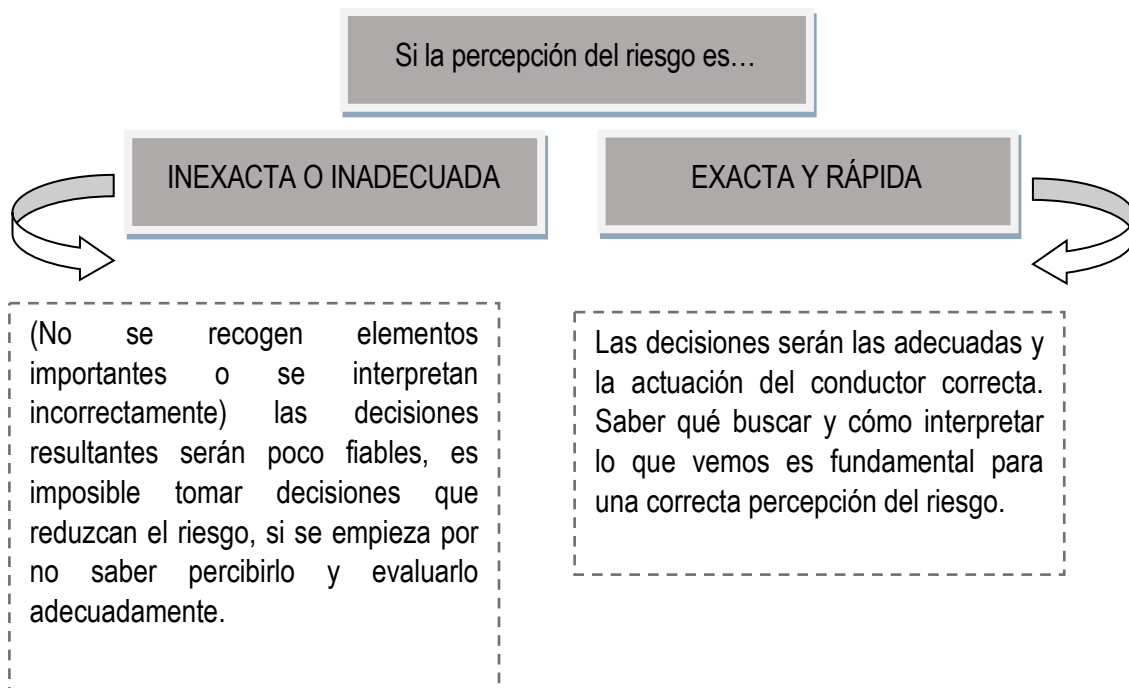 Si la percepción del riesgo es…
INEXACTA O INADECUADA
EXACTA Y RÁPIDA
(No se recogen elementos
importantes o se interpretan
incorrectamente) las decisiones
resultantes serán poco fiables, es
imposible tomar decisiones que
reduzcan el riesgo, si se empieza por
no saber percibirlo y evaluarlo
adecuadamente.
Las decisiones serán las adecuadas y
la actuación del conductor correcta.
Saber qué buscar y cómo interpretar
lo que vemos es fundamental para
una correcta percepción del riesgo.